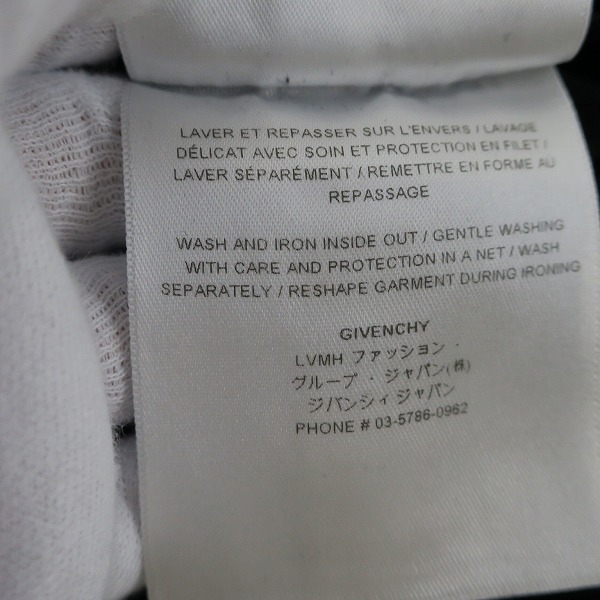 LAVER ET REPASSER SUR L'ENVERS / LAVAGE
DÉLICAT AVEC SOIN ET PROTECTION EN FILET /
LAVER SÉPARÉMENT / REMETTRE EN FORME AU
REPASSAGE
WASH AND IRON INSIDE OUT / GENTLE WASHING
WITH CARE AND PROTECTION IN A NET / WASH
SEPARATELY / RESHAPE GARMENT DURING IRONING
GIVENCHY
LVMH ファッション・
グループ・ジャパン(株)
ジバンシィ ジャパン
PHONE # 03-5786-0962